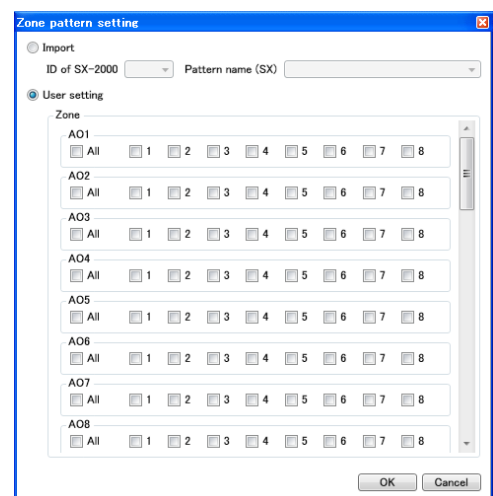 Zone pattern setting
Import
ID of SX-2000 Pattern name (SX)
User setting
Zone
AO1
All 1 2 3 4 5 6 7 8
AO2
All 1 2 3 4 5 6 7 8
AO3
All 1 2 3 4 5 6 7 8
AO4
All 1 2 3 4 5 6 7 8
AO5
All 1 2 3 4 5 6 7 8
AO6
All 1 2 3 4 5 6 7 8
AO7
All 1 2 3 4 5 6 7 8
AO8
All 1 2 3 4 5 6 7 8
OK Cancel